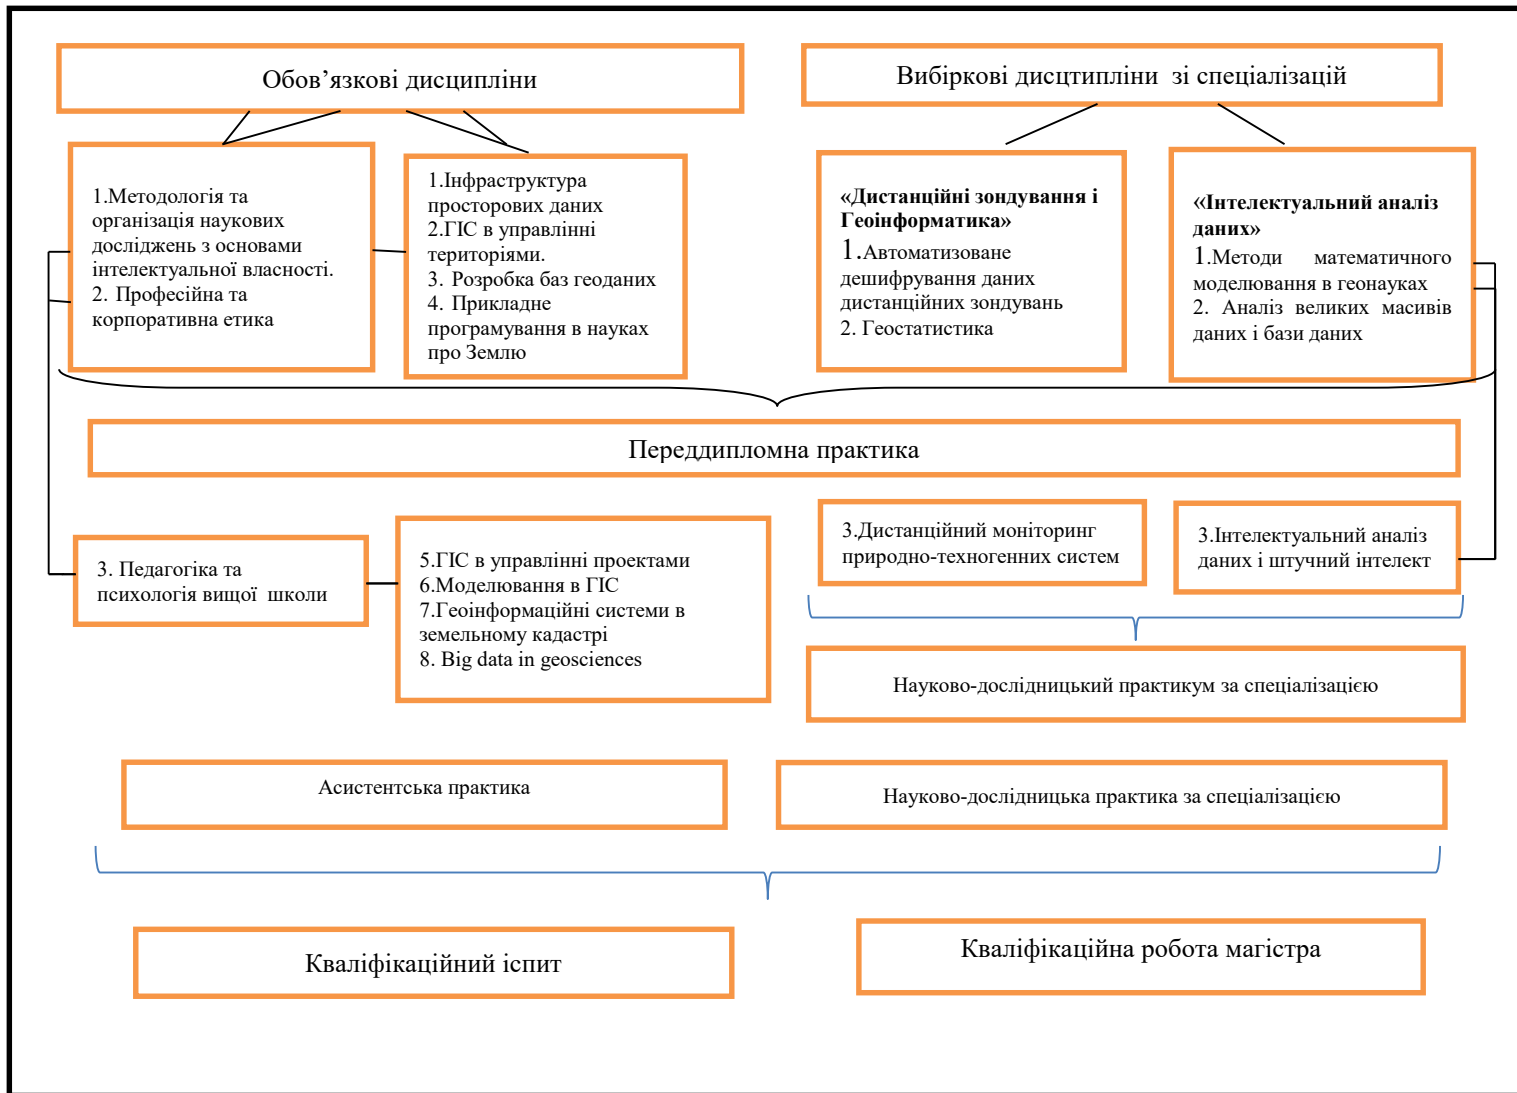 Обов’язкові дисципліни
Вибіркові дисцтипліни зі спеціалізацій
1.Методологія та
організація наукових
досліджень з основами
інтелектуальної власності.
2. Професійна та
корпоративна етика
1.Інфраструктура
просторових даних
2.ГІС в управлінні
територіями.
3. Розробка баз геоданих
4. Прикладне
програмування в науках
про Землю
«Дистанційні зондування і
Геоінформатика»
1.Автоматизоване
дешифрування даних
дистанційних зондувань
2. Геостатистика
«Інтелектуальний аналіз
даних»
1.Методи математичного
моделювання в геонауках
2. Аналіз великих масивів
даних і бази даних
Переддипломна практика
3. Педагогіка та
психологія вищої школи
5.ГІС в управлінні проектами
6.Моделювання в ГІС
7.Геоінформаційні системи в
земельному кадастрі
8. Big data in geosciences
3.Дистанційний моніторинг
природно-техногенних систем
3.Інтелектуальний аналіз
даних і штучний інтелект
Науково-дослідницький практикум за спеціалізацією
Асистентська практика
Науково-дослідницька практика за спеціалізацією
Кваліфікаційний іспит
Кваліфікаційна робота магістра